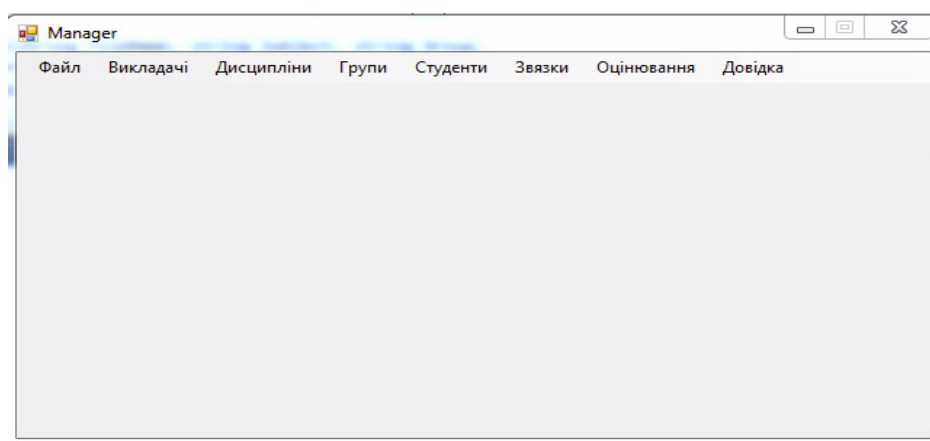 Manager
Файл Викладачі Дисципліни Групи Студенти Звязки Оцінювання Довідка